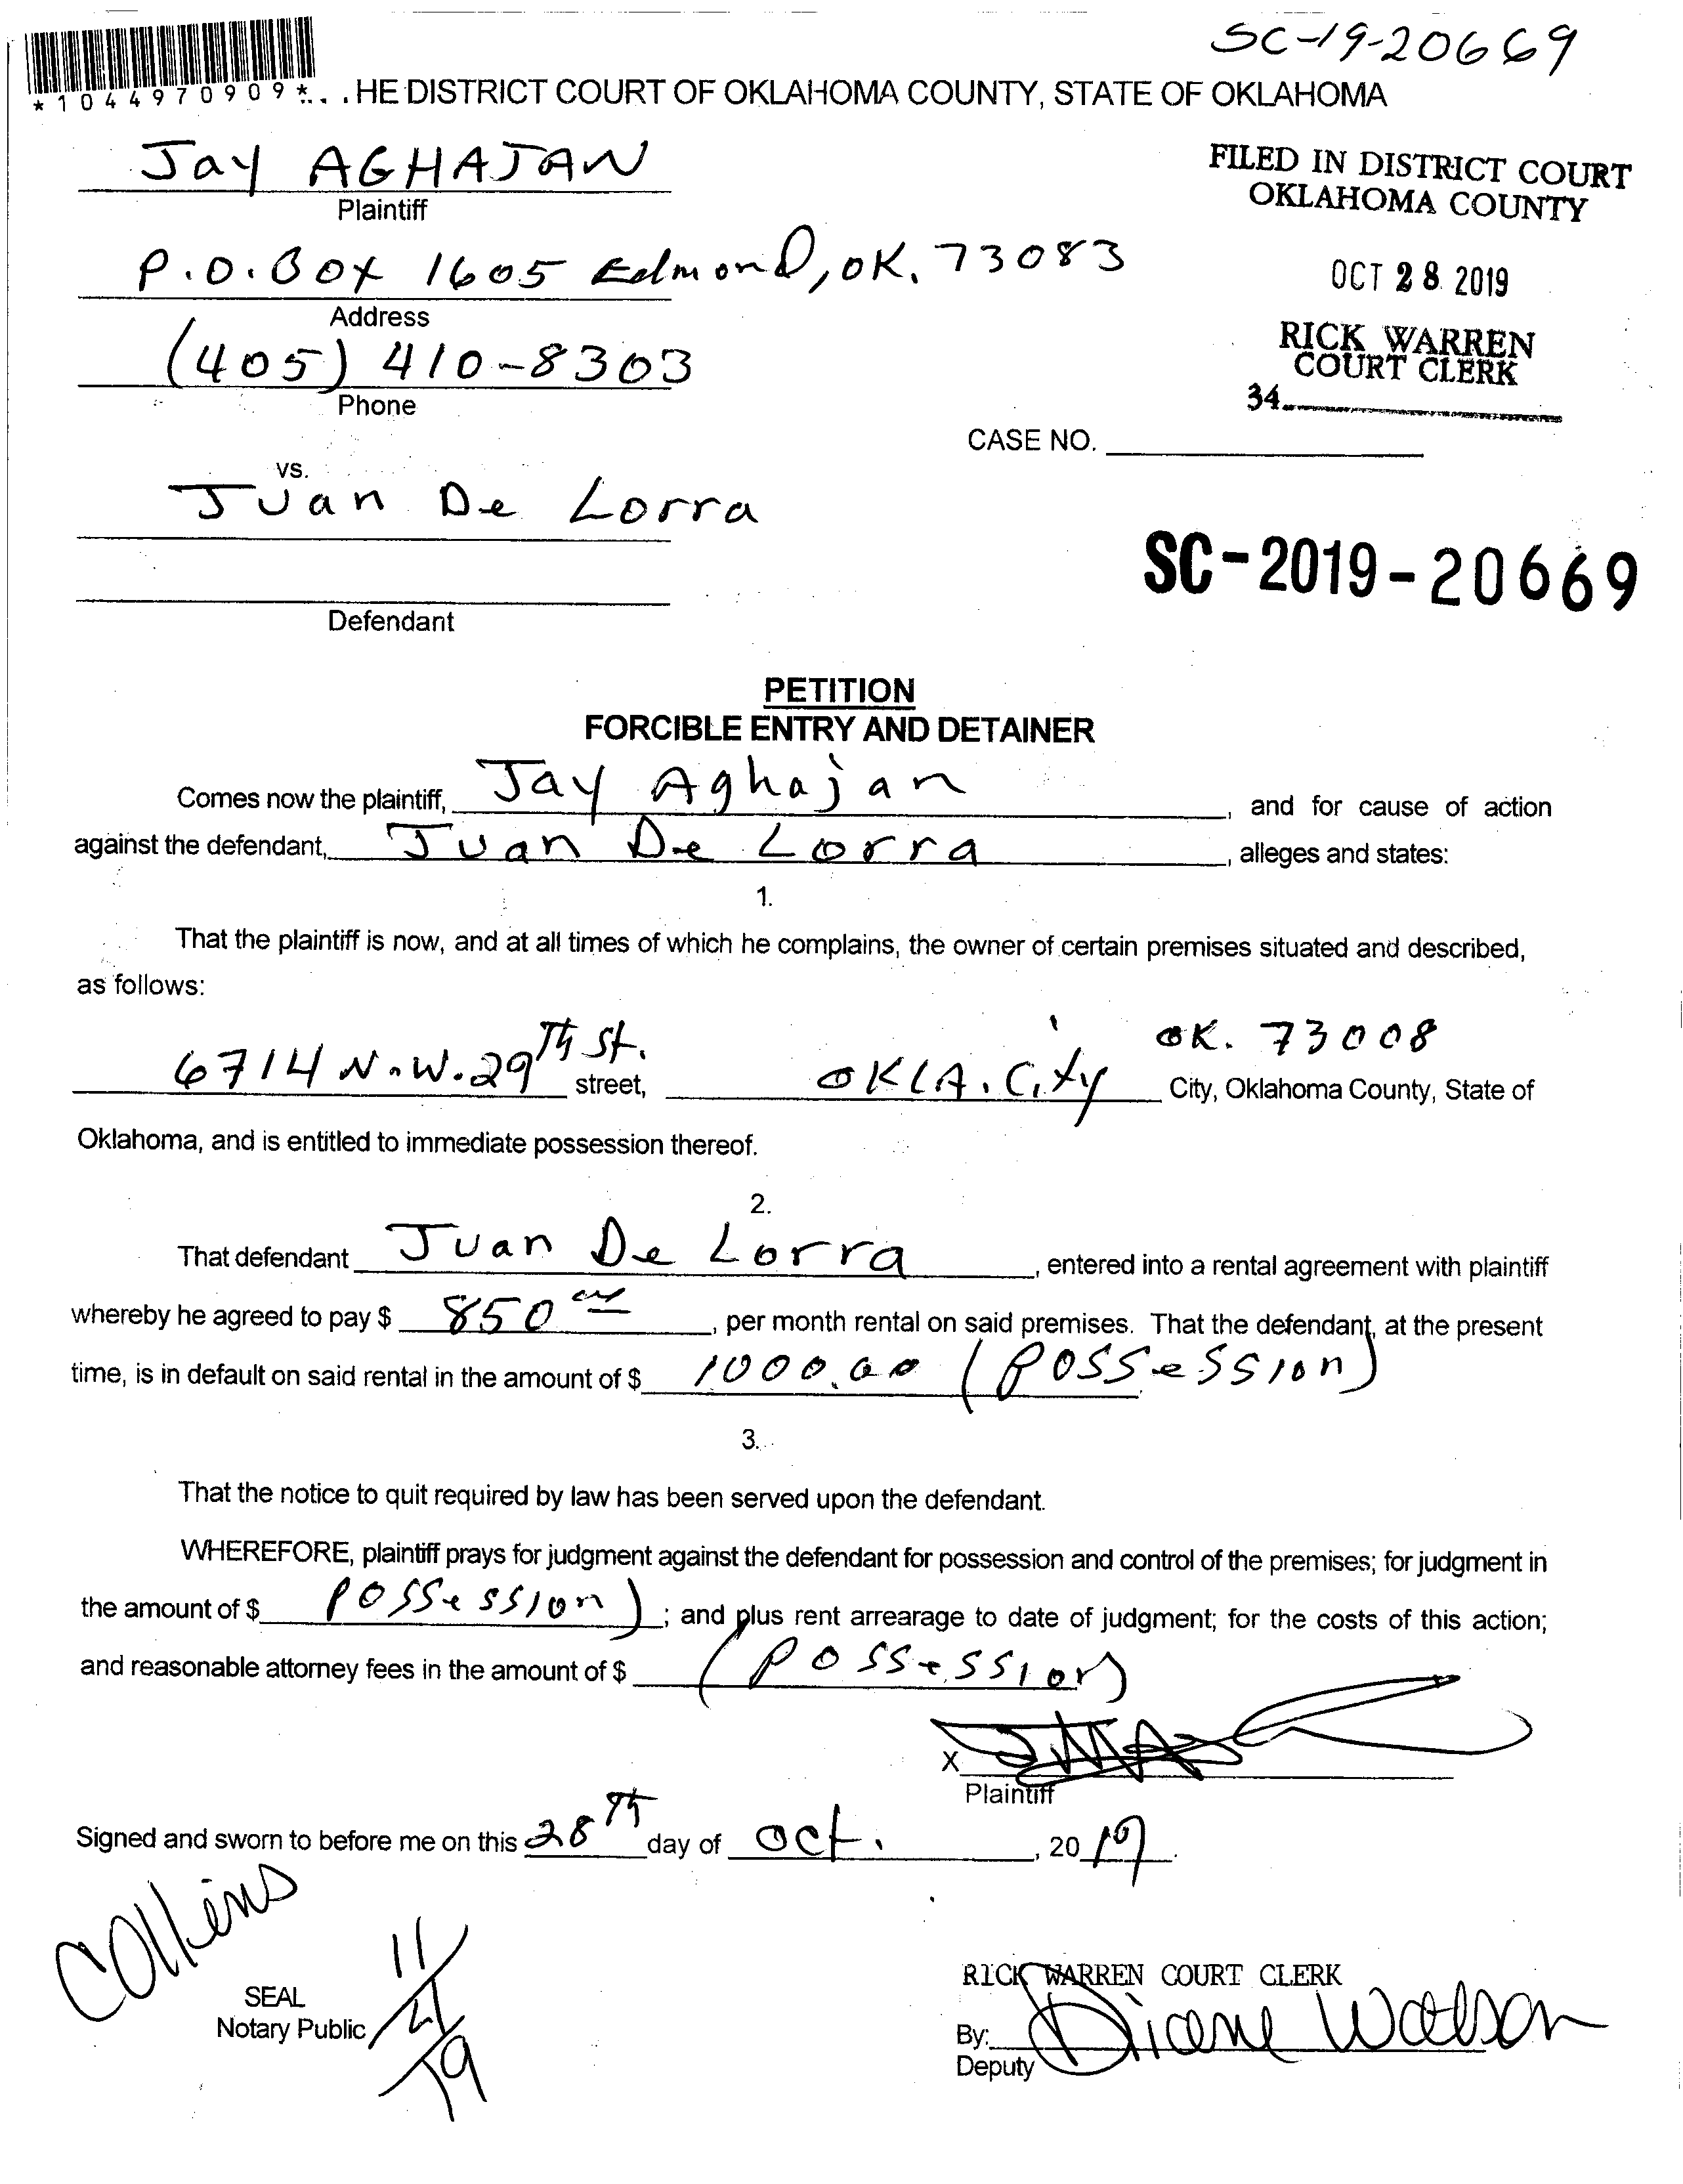 SC-19-20669
*1044970909*. . .HE DISTRICT COURT OF OKLAHOMA COUNTY, STATE OF OKLAHOMA
Jay AGHAJAN
Plaintiff
FILED IN DISTRICT COURT
OKLAHOMA COUNTY
P.O. Box 1605 Edmond, OK. 73083
Address
OCT 28 2019
(405) 410-8303
Phone
RICK WARREN
COURT CLERK
34
CASE NO.
vs.
Juan De Lorra
Defendant
SC-2019-20669
PETITION
FORCIBLE ENTRY AND DETAINER
Comes now the plaintiff, Jay Aghajan, and for cause of action
against the defendant, Juan De Lorra, alleges and states:
1.
That the plaintiff is now, and at all times of which he complains, the owner of certain premises situated and described,
as follows:
6714 N.W. 29Th St. street, OKLA. City OK. 73008 City, Oklahoma County, State of
Oklahoma, and is entitled to immediate possession thereof.
2.
That defendant Juan De Lorra, entered into a rental agreement with plaintiff
whereby he agreed to pay $ 850, per month rental on said premises. That the defendant, at the present
time, is in default on said rental in the amount of $ 1000.00 (Possession)
3.
That the notice to quit required by law has been served upon the defendant.
WHEREFORE, plaintiff prays for judgment against the defendant for possession and control of the premises; for judgment in
the amount of $ Possession); and plus rent arrearage to date of judgment; for the costs of this action;
and reasonable attorney fees in the amount of $ (Possession)
X
Plaintiff
Signed and sworn to before me on this 28Th day of Oct., 2019.
Collins
11/21/19
SEAL
Notary Public
RICK WARREN COURT CLERK
By: Diane Watson
Deputy